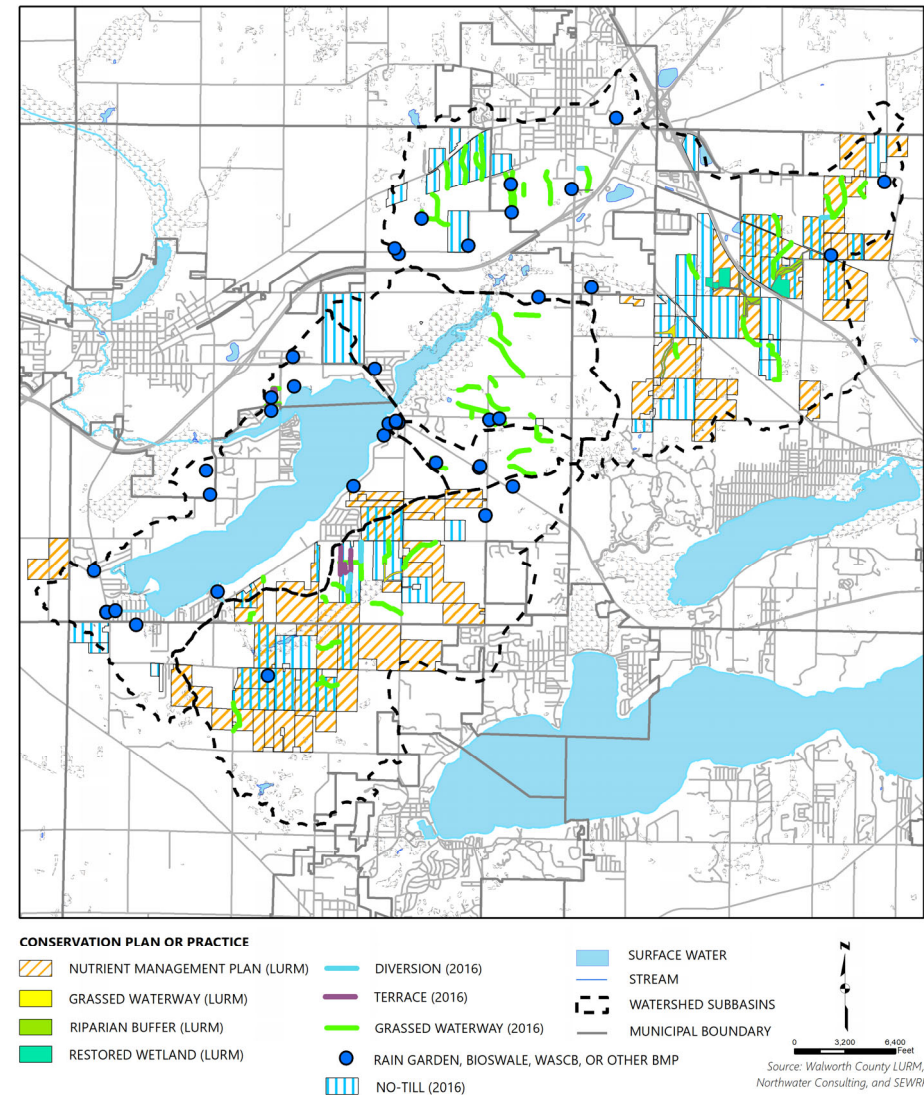 CONSERVATION PLAN OR PRACTICE
NUTRIENT MANAGEMENT PLAN (LURM)
GRASSED WATERWAY (LURM)
RIPARIAN BUFFER (LURM)
RESTORED WETLAND (LURM)
DIVERSION (2016)
TERRACE (2016)
GRASSED WATERWAY (2016)
RAIN GARDEN, BIOSWALE, WASCB, OR OTHER BMP
NO-TILL (2016)
SURFACE WATER
STREAM
WATERSHED SUBBASINS
MUNICIPAL BOUNDARY
N
0 3,200 6,400
Feet
Source: Walworth County LURM,
Northwater Consulting, and SEWRI